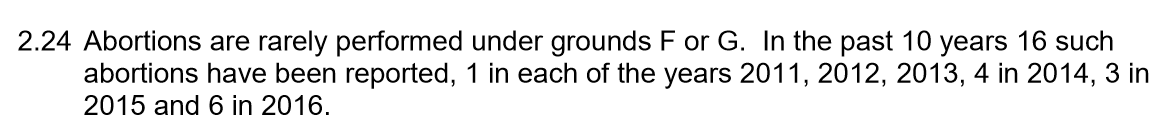 2.24 Abortions are rarely performed under grounds F or G.  In the past 10 years 16 such
abortions have been reported, 1 in each of the years 2011, 2012, 2013, 4 in 2014, 3 in
2015 and 6 in 2016.